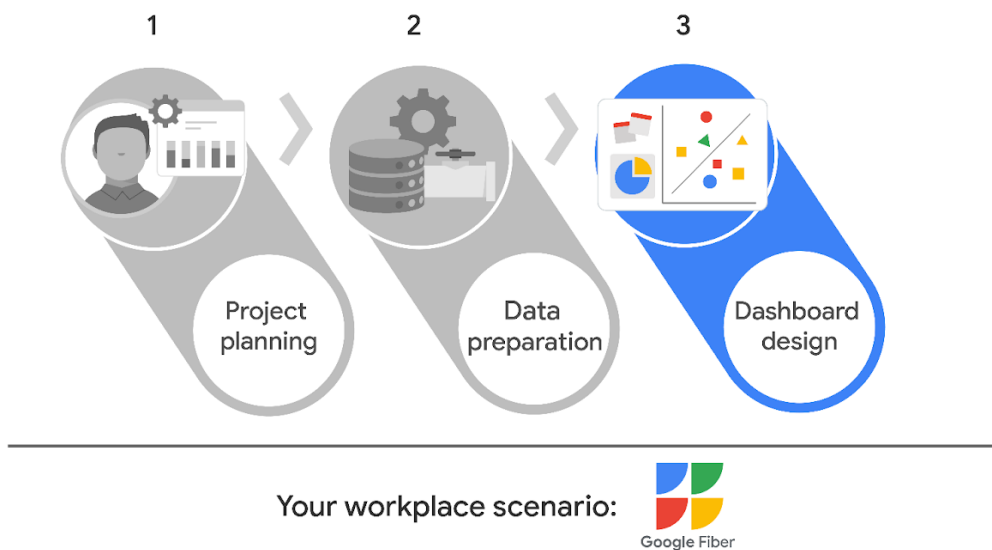 1
2
3
Project
planning
Data
preparation
Dashboard
design
Your workplace scenario:
Google Fiber